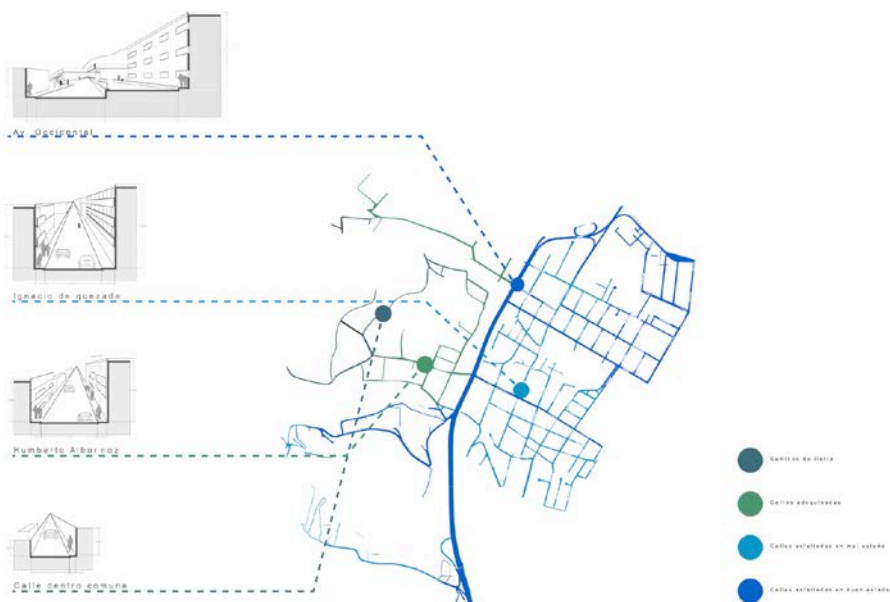 Av. Occidental
Ignacio de quezada
Humberto Albornoz
Calle dentro comuna
Caminos de tierra
Calles adoquinadas
Calles asfaltadas en mal estado
Calles asfaltadas en buen estado